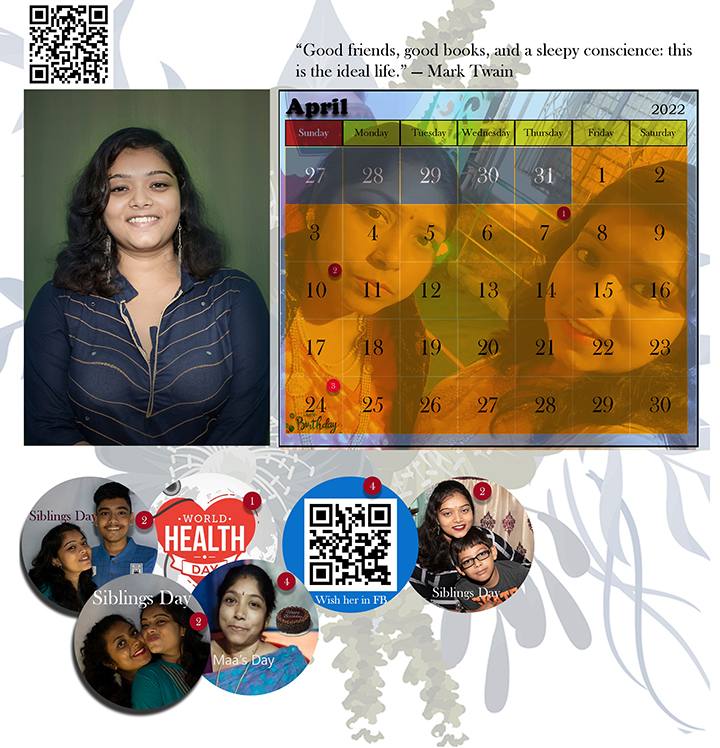 “Good friends, good books, and a sleepy conscience: this
is the ideal life.” — Mark Twain
April 2022
Sunday Monday Tuesday Wednesday Thursday Friday Saturday
27 28 29 30 31 1 2
1
3 4 5 6 7 8 9
2
10 11 12 13 14 15 16
17 18 19 20 21 22 23
3
24 25 26 27 28 29 30
Birthday
Siblings Day
2
1
WORLD
HEALTH
DAY
4
Wish her in FB
2
Siblings Day
Siblings Day
2
4
Maa's Day